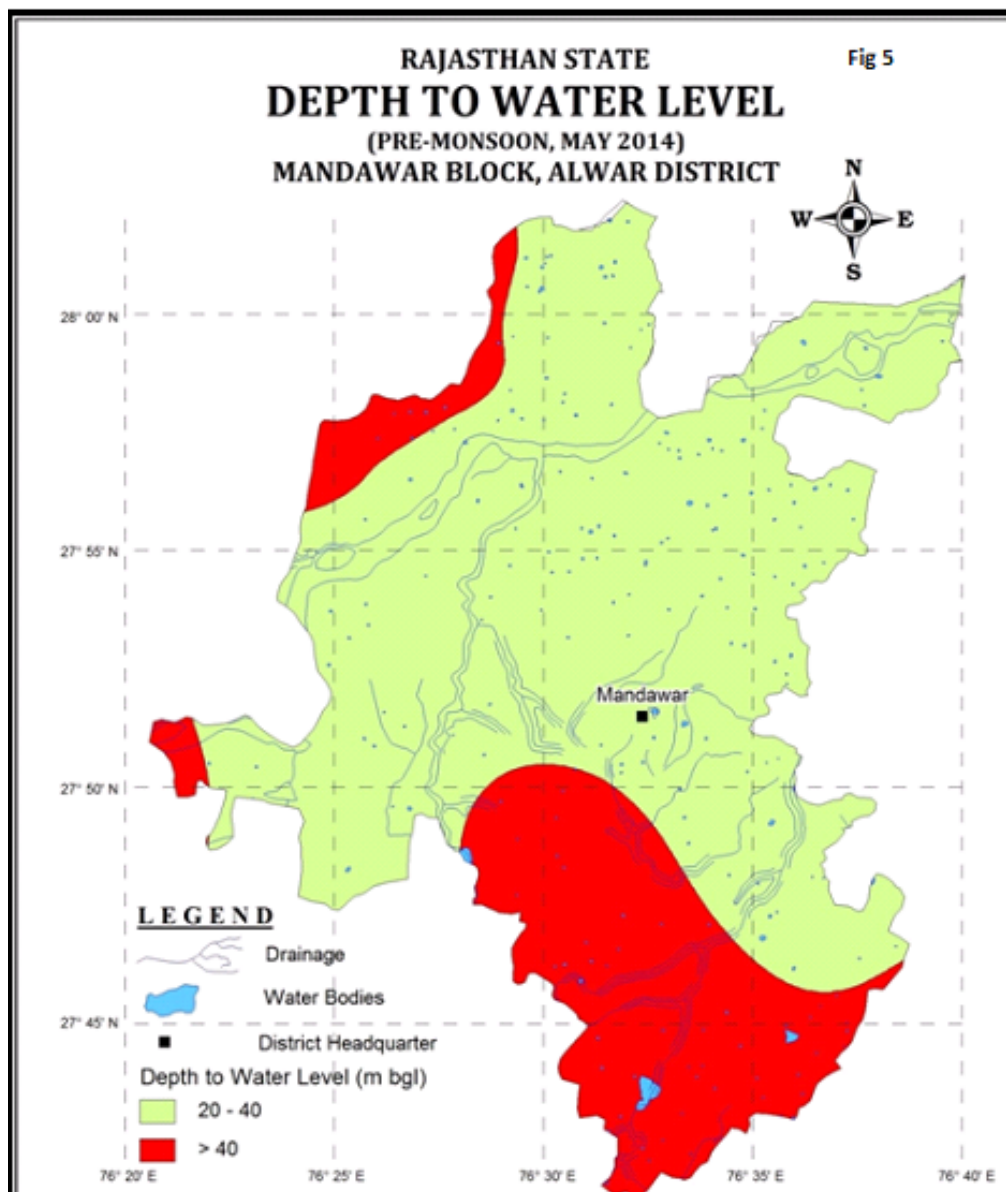 RAJASTHAN STATE
Fig 5
DEPTH TO WATER LEVEL
(PRE-MONSOON, MAY 2014)
MANDAWAR BLOCK, ALWAR DISTRICT
N
W E
S
28° 00' N
27° 55' N
Mandawar
27° 50' N
LEGEND
Drainage
Water Bodies
27° 45' N
District Headquarter
Depth to Water Level (m bgl)
20 - 40
> 40
76° 20' E 76° 25' E 76° 30' E 76° 35' E 76° 40' E